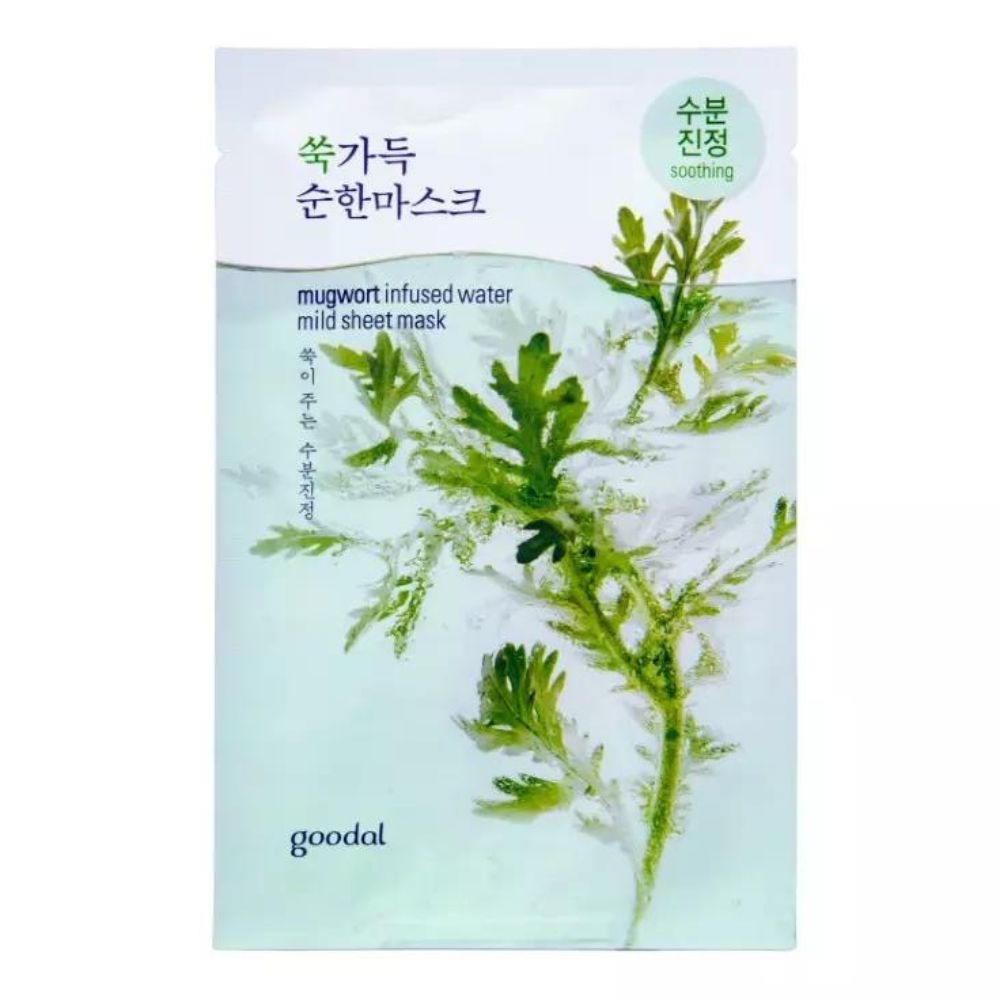 쑥가득
순한마스크
수분
진정
soothing
mugwort infused water
mild sheet mask
쑥이 주는 수분진정
goodal